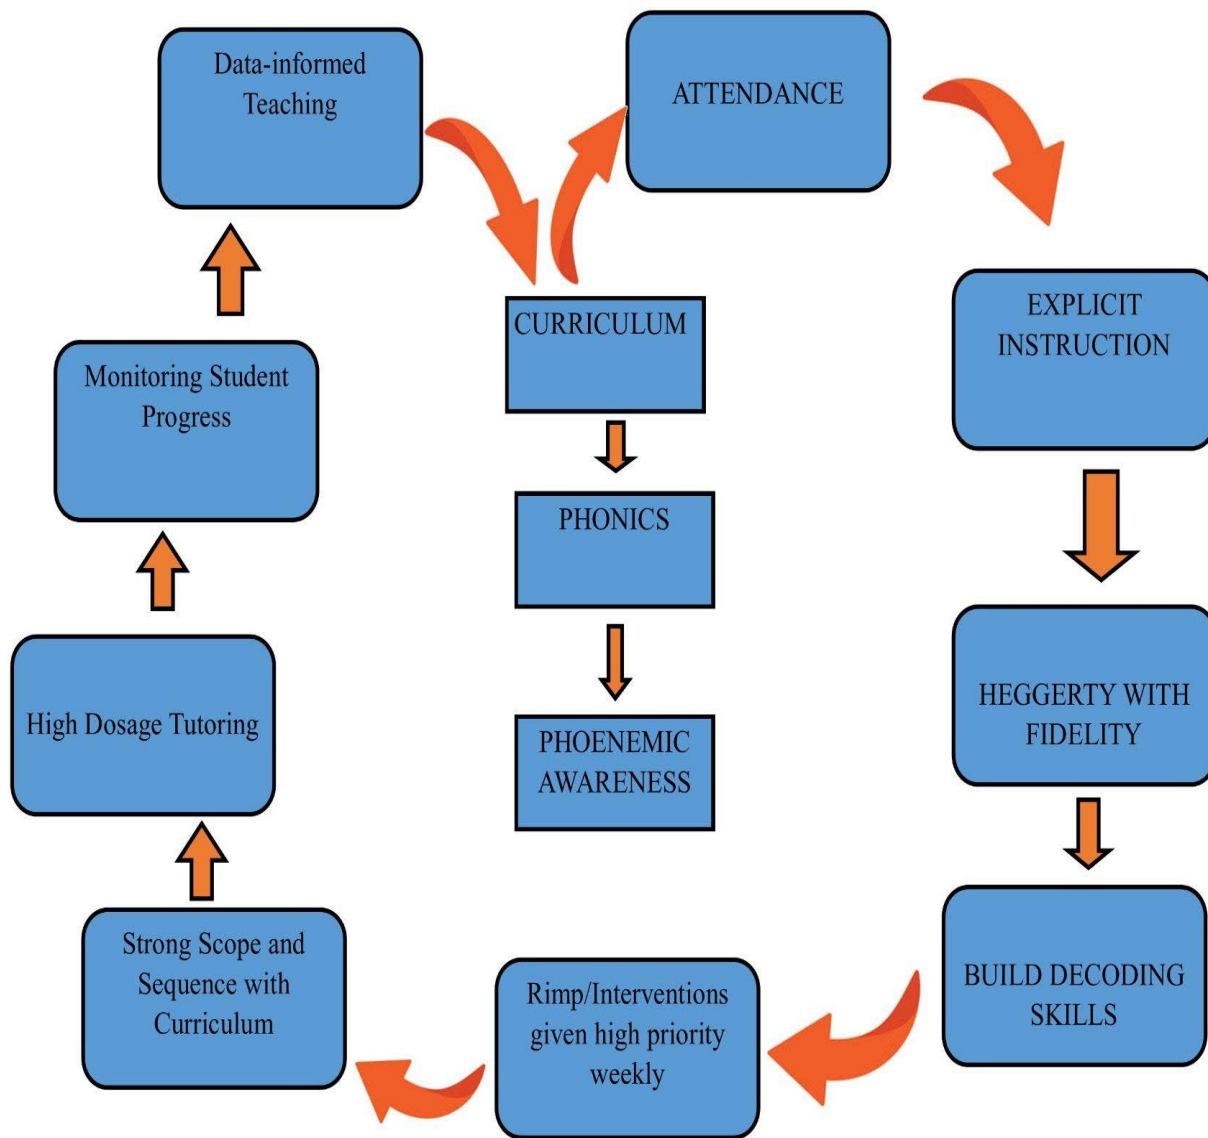 Data-informed
Teaching
ATTENDANCE
CURRICULUM
EXPLICIT
INSTRUCTION
Monitoring Student
Progress
PHONICS
HEGGERTY WITH
FIDELITY
High Dosage Tutoring
PHOENEMIC
AWARENESS
Strong Scope and
Sequence with
Curriculum
Rimp/Interventions
given high priority
weekly
BUILD DECODING
SKILLS